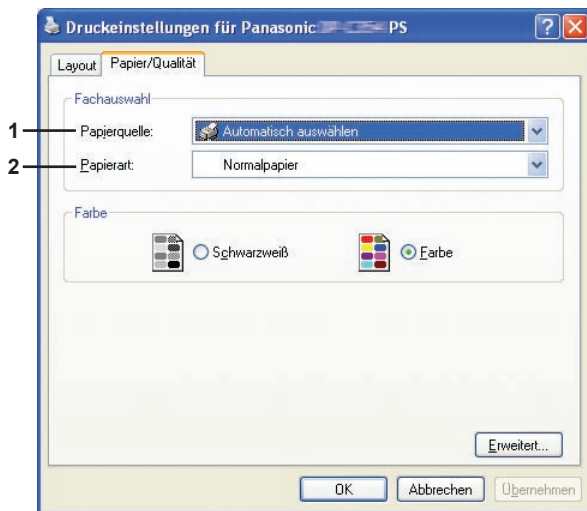 Druckeinstellungen für Panasonic PS
Layout Papier/Qualität
Fachauswahl
1 Papierquelle: Automatisch auswählen
2 Papierart: Normalpapier
Farbe
Schwarzweiß Farbe
Erweitert...
OK Abbrechen Übernehmen